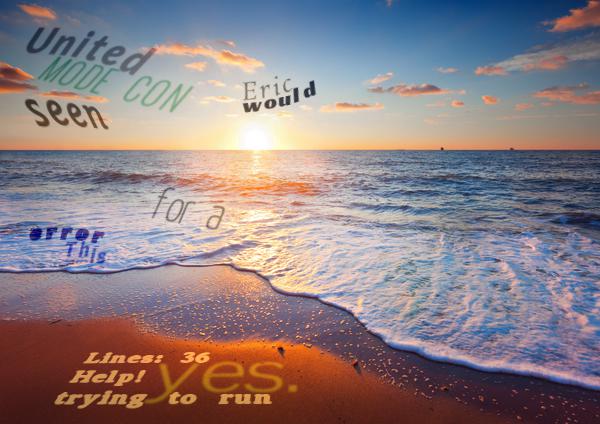 United
MODE CON
seen
Eric
would
for a
error
This
Lines: 36
Help!
trying to run
yes.